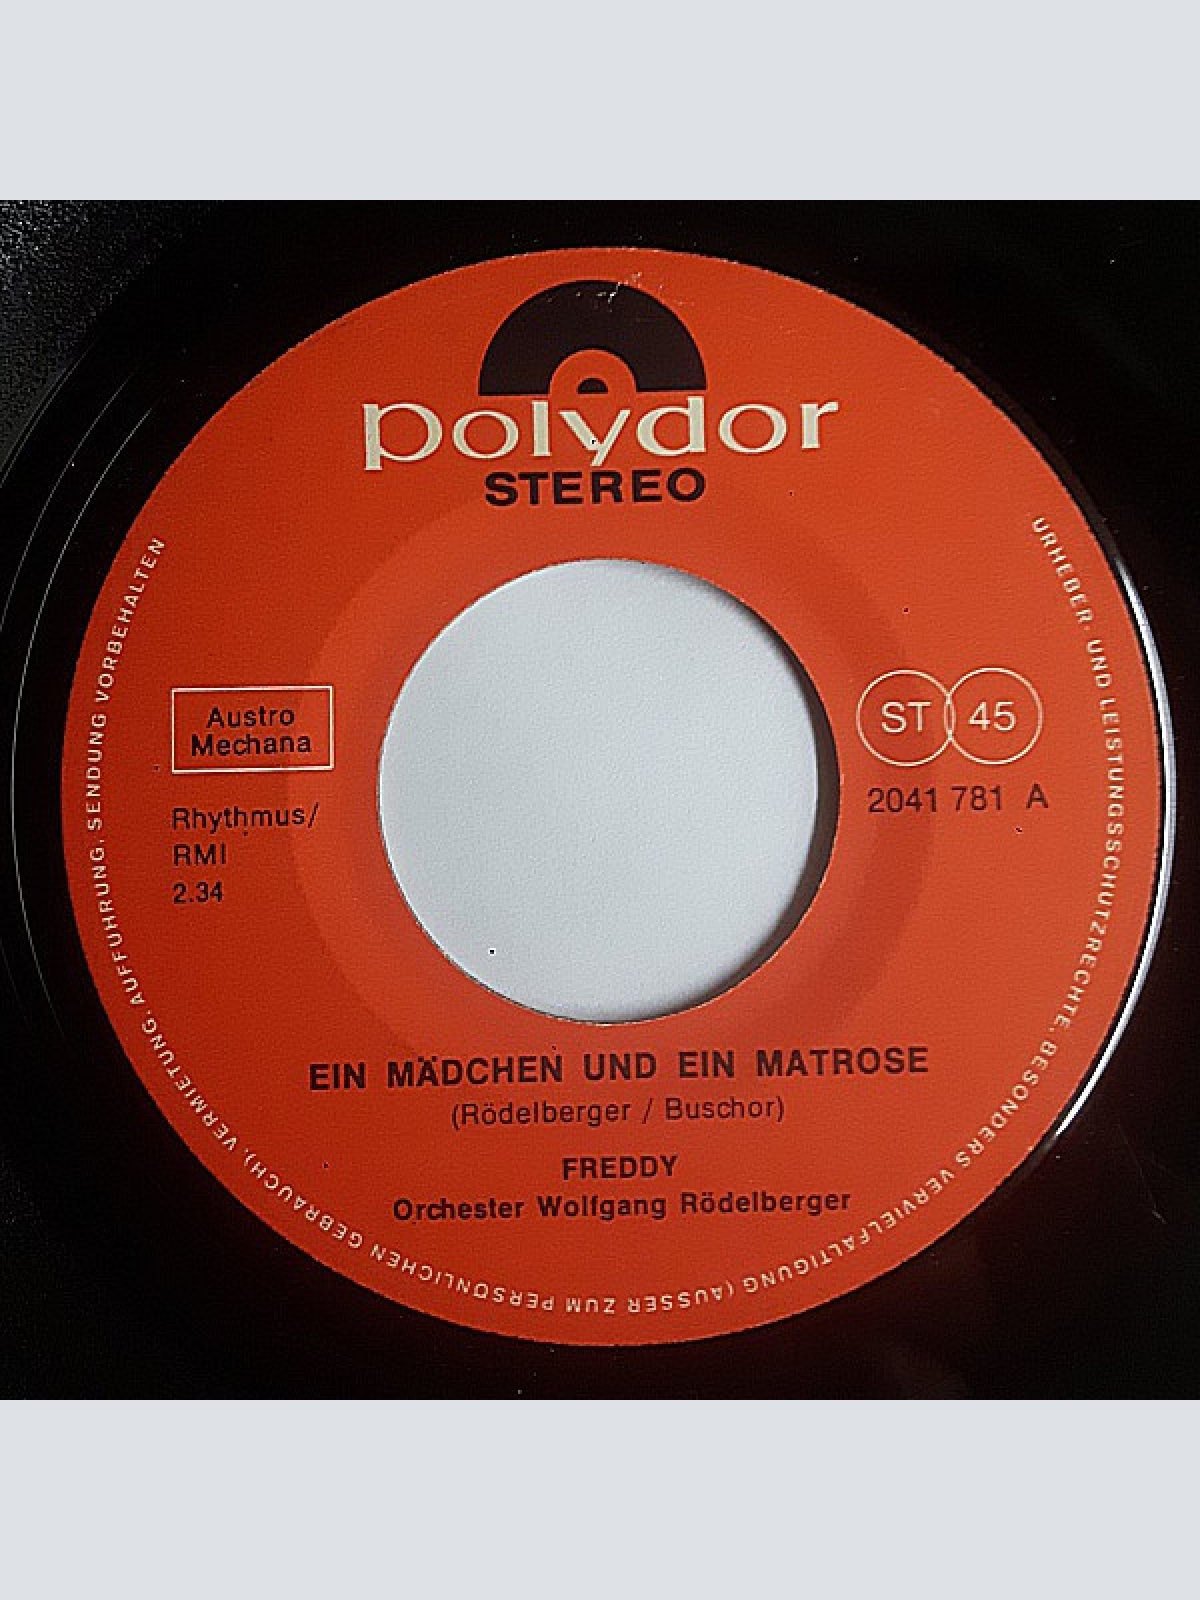 polydor
STEREO
Austro
Mechana
Rhythmus/
RMI
2.34
ST 45
2041 781 A
EIN MÄDCHEN UND EIN MATROSE
(Rödelberger / Buschor)
FREDDY
Orchester Wolfgang Rödelberger
URHEBER- UND LEISTUNGSSCHUTZRECHTE, BESONDERS VERVIELFÄLTIGUNG (AUSSER ZUM PERSÖNLICHEN GEBRAUCH), VERMIETUNG, AUFFÜHRUNG, SENDUNG VORBEHALTEN